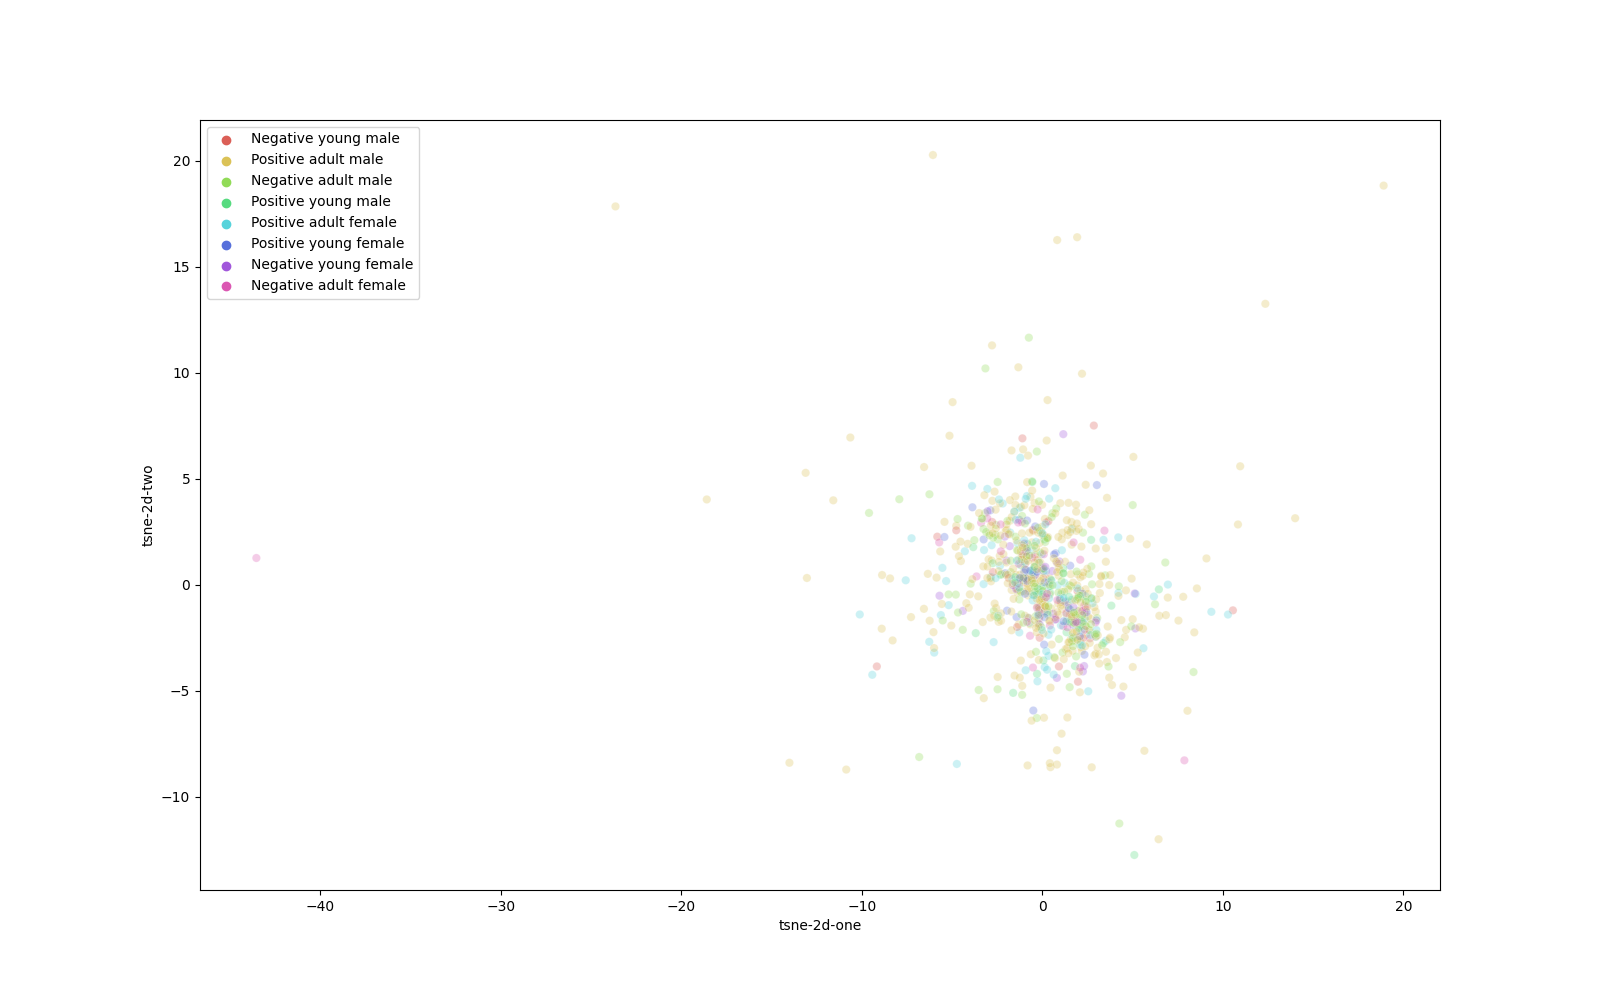 Negative young male
Positive adult male
Negative adult male
Positive young male
Positive adult female
Positive young female
Negative young female
Negative adult female
20
15
10
5
0
−5
−10
tsne-2d-two
−40
−30
−20
−10
0
10
20
tsne-2d-one